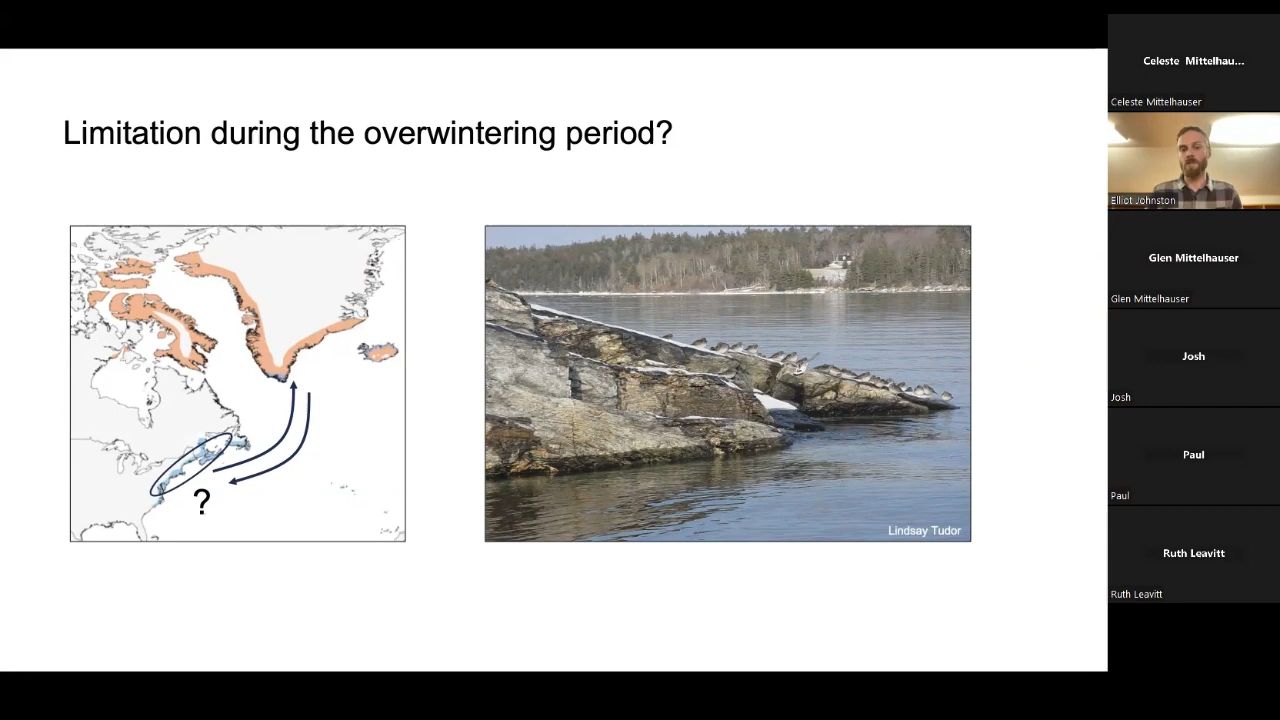 Limitation during the overwintering period?
?
Lindsay Tudor
Celeste Mittelhau...
Celeste Mittelhauser
Elliot Johnston
Glen Mittelhauser
Glen Mittelhauser
Josh
Josh
Paul
Paul
Ruth Leavitt
Ruth Leavitt